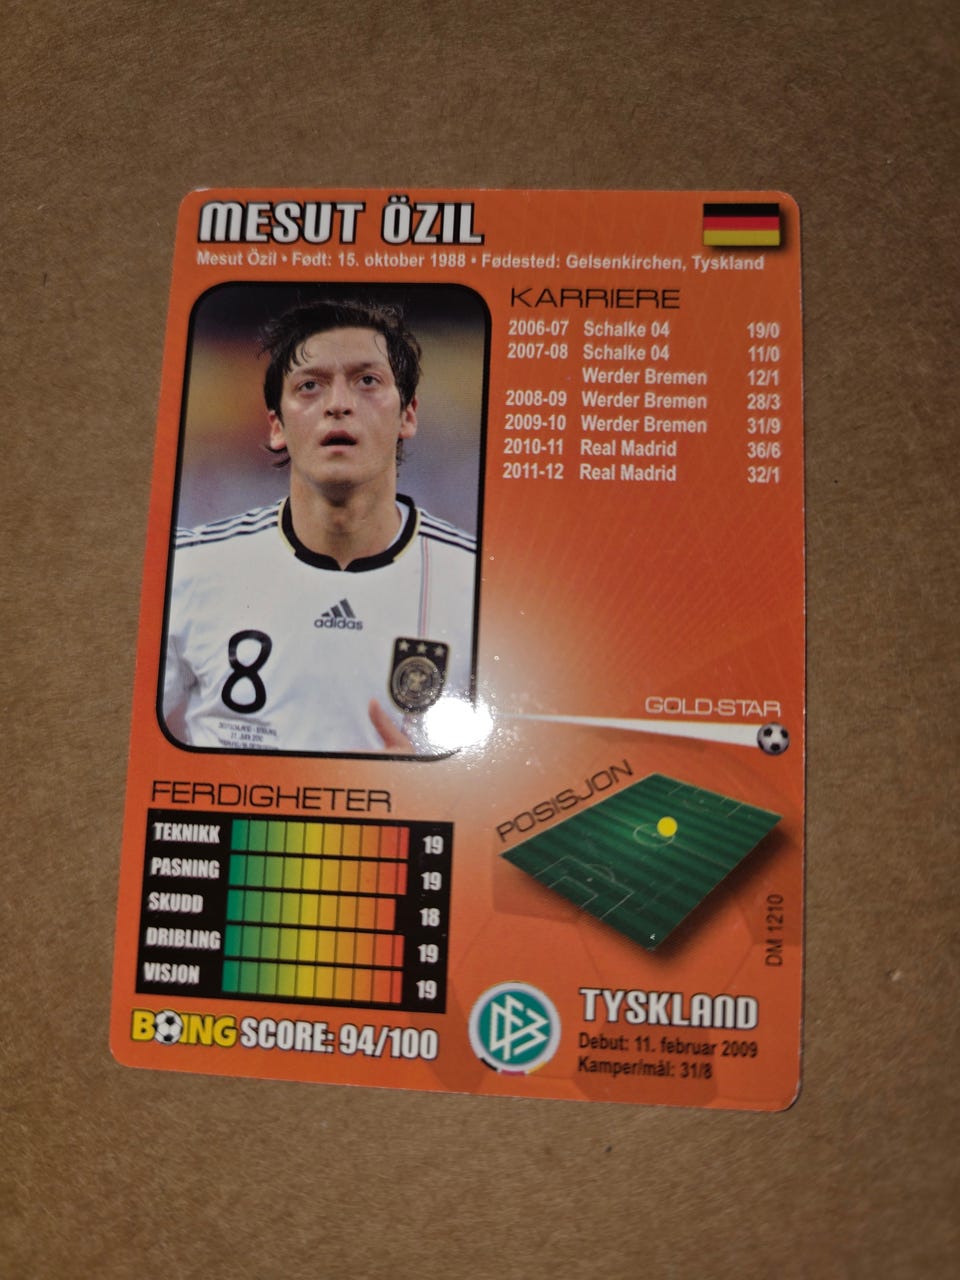 MESUT ÖZIL
Mesut Özil • Født: 15. oktober 1988 • Fødested: Gelsenkirchen, Tyskland
KARRIERE
2006-07 Schalke 04 19/0
2007-08 Schalke 04 11/0
Werder Bremen 12/1
2008-09 Werder Bremen 28/3
2009-10 Werder Bremen 31/9
2010-11 Real Madrid 36/6
2011-12 Real Madrid 32/1
adidas
8
GOLD-STAR
FERDIGHETER
TEKNIKK 19
PASNING 19
SKUDD 18
DRIBLING 19
VISJON 19
BOING SCORE: 94/100
POSISJON
DM 1210
DFB
TYSKLAND
Debut: 11. februar 2009
Kamper/mål: 31/8